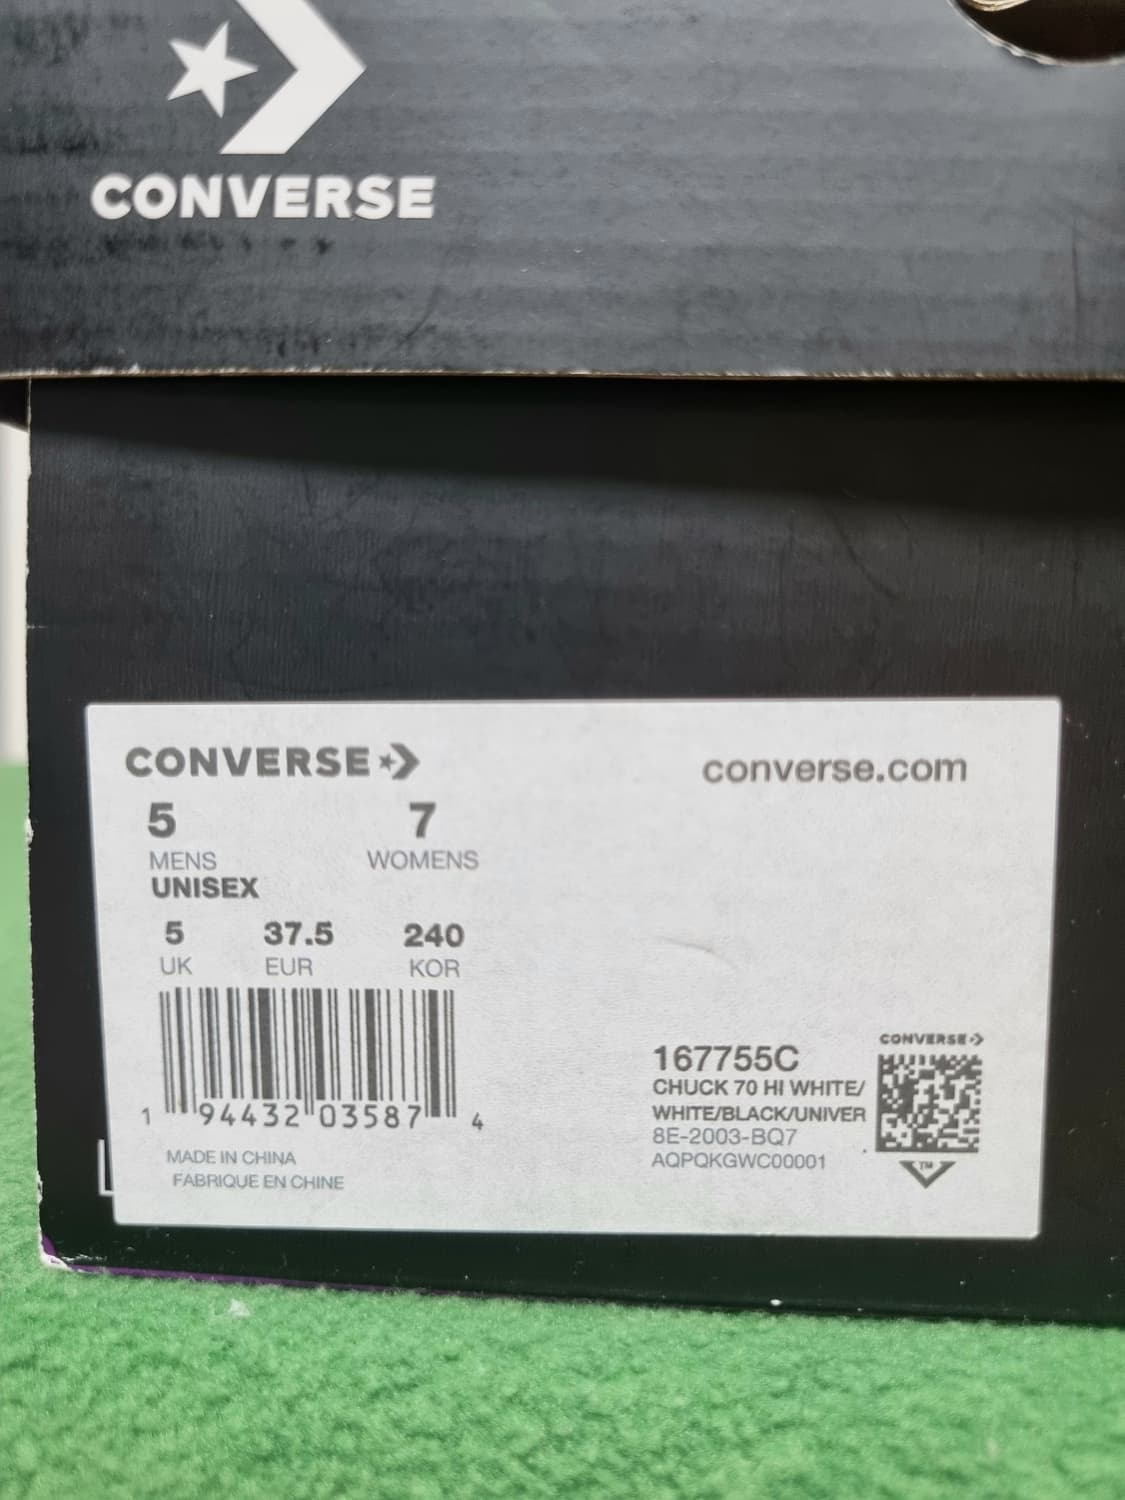 CONVERSE
CONVERSE
converse.com
5 7
MENS WOMENS
UNISEX
5 37.5 240
UK EUR KOR
1 94432 03587 4
MADE IN CHINA
FABRIQUE EN CHINE
CONVERSE
167755C
CHUCK 70 HI WHITE/
WHITE/BLACK/UNIVER
8E-2003-BQ7
AQPQKGWC00001
TM